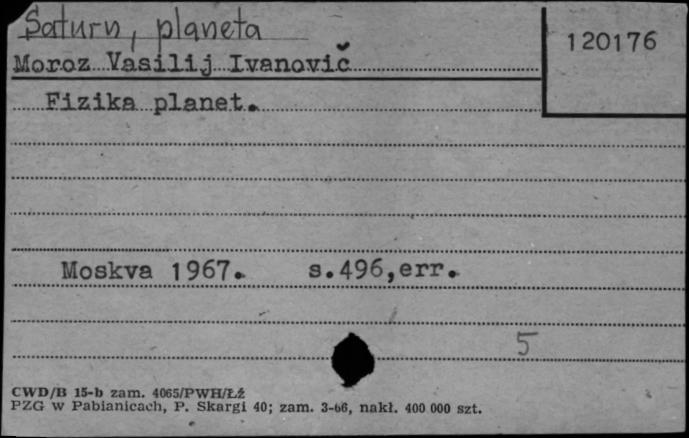 Saturn, planeta
120176
Moroz Vasilij Ivanovič
Fizika planet.
Moskva 1967. s.496,err.
5
CWD/B 15-b zam. 4065/PWH/Łź
PZG w Pabianicach, P. Skargi 40; zam. 3-66, nakł. 400 000 szt.